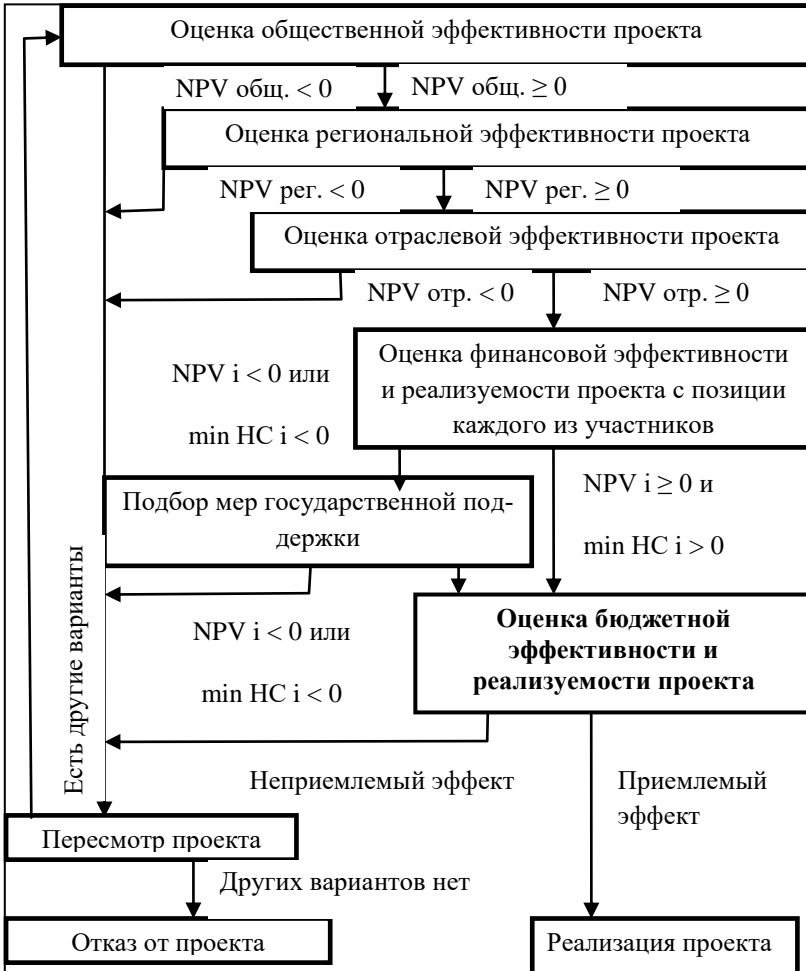 Оценка общественной эффективности проекта
NPV общ. < 0
NPV общ. ≥ 0
Оценка региональной эффективности проекта
NPV рег. < 0
NPV рег. ≥ 0
Оценка отраслевой эффективности проекта
NPV отр. < 0
NPV отр. ≥ 0
Оценка финансовой эффективности
и реализуемости проекта с позиции
каждого из участников
NPV i < 0 или
min НС i < 0
NPV i ≥ 0 и
min НС i > 0
Подбор мер государственной под-
держки
NPV i < 0 или
min НС i < 0
Оценка бюджетной
эффективности и
реализуемости проекта
Есть другие варианты
Неприемлемый эффект
Приемлемый
эффект
Пересмотр проекта
Других вариантов нет
Отказ от проекта
Реализация проекта